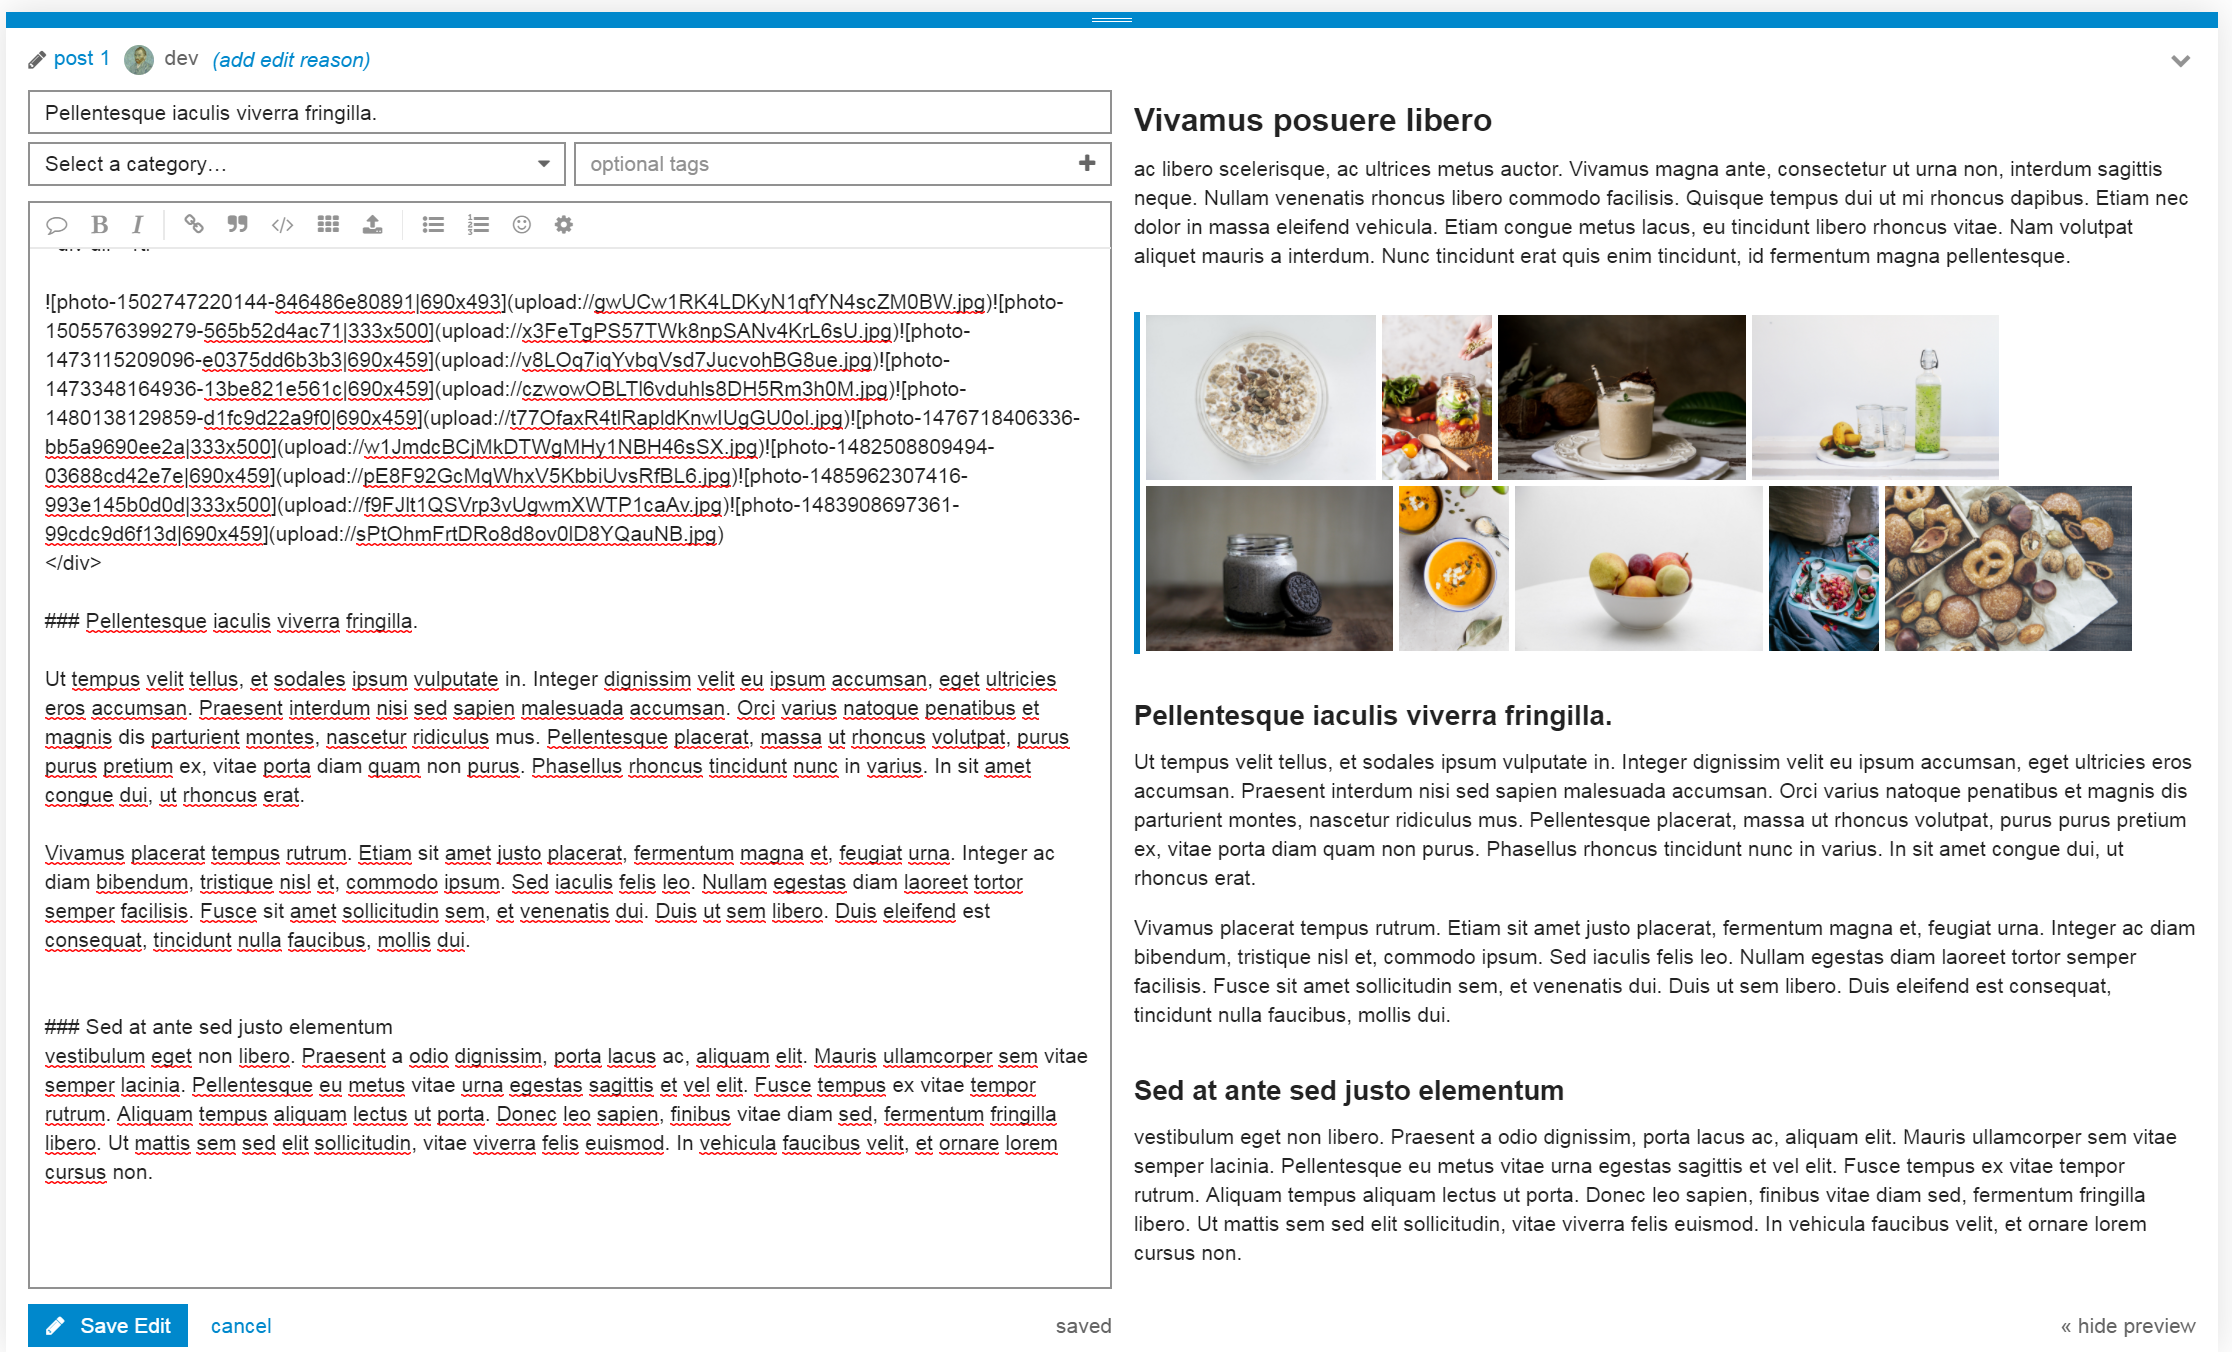 post 1 dev (add edit reason)
Pellentesque iaculis viverra fringilla.
Select a category…
optional tags
![photo-1502747220144-846486e80891|690x493](upload://gwUCw1RK4LDKyN1qfYN4scZM0BW.jpg)![photo-
1505576399279-565b52d4ac71|333x500](upload://x3FeTgPS57TWk8npSANv4KrL6sU.jpg)![photo-
1473115209096-e0375dd6b3b3|690x459](upload://v8LOq7iqYvbqVsd7JucvohBG8ue.jpg)![photo-
1473348164936-13be821e561c|690x459](upload://czwowOBLTl6vduhls8DH5Rm3h0M.jpg)![photo-
1480138129859-d1fc9d22a9f0|690x459](upload://t77OfaxR4tlRapldKnwIUgGU0ol.jpg)![photo-1476718406336-
bb5a9690ee2a|333x500](upload://w1JmdcBCjMkDTWgMHy1NBH46sSX.jpg)![photo-1482508809494-
03688cd42e7e|690x459](upload://pE8F92GcMqWhxV5KbbiUvsRfBL6.jpg)![photo-1485962307416-
993e145b0d0d|333x500](upload://f9FJlt1QSVrp3vUgwmXWTP1caAv.jpg)![photo-1483908697361-
99cdc9d6f13d|690x459](upload://sPtOhmFrtDRo8d8ov0lD8YQauNB.jpg)
</div>
### Pellentesque iaculis viverra fringilla.
Ut tempus velit tellus, et sodales ipsum vulputate in. Integer dignissim velit eu ipsum accumsan, eget ultricies
eros accumsan. Praesent interdum nisi sed sapien malesuada accumsan. Orci varius natoque penatibus et
magnis dis parturient montes, nascetur ridiculus mus. Pellentesque placerat, massa ut rhoncus volutpat, purus
purus pretium ex, vitae porta diam quam non purus. Phasellus rhoncus tincidunt nunc in varius. In sit amet
congue dui, ut rhoncus erat.
Vivamus placerat tempus rutrum. Etiam sit amet justo placerat, fermentum magna et, feugiat urna. Integer ac
diam bibendum, tristique nisl et, commodo ipsum. Sed iaculis felis leo. Nullam egestas diam laoreet tortor
semper facilisis. Fusce sit amet sollicitudin sem, et venenatis dui. Duis ut sem libero. Duis eleifend est
consequat, tincidunt nulla faucibus, mollis dui.
### Sed at ante sed justo elementum
vestibulum eget non libero. Praesent a odio dignissim, porta lacus ac, aliquam elit. Mauris ullamcorper sem vitae
semper lacinia. Pellentesque eu metus vitae urna egestas sagittis et vel elit. Fusce tempus ex vitae tempor
rutrum. Aliquam tempus aliquam lectus ut porta. Donec leo sapien, finibus vitae diam sed, fermentum fringilla
libero. Ut mattis sem sed elit sollicitudin, vitae viverra felis euismod. In vehicula faucibus velit, et ornare lorem
cursus non.
Save Edit cancel
saved
Vivamus posuere libero
ac libero scelerisque, ac ultrices metus auctor. Vivamus magna ante, consectetur ut urna non, interdum sagittis
neque. Nullam venenatis rhoncus libero commodo facilisis. Quisque tempus dui ut mi rhoncus dapibus. Etiam nec
dolor in massa eleifend vehicula. Etiam congue metus lacus, eu tincidunt libero rhoncus vitae. Nam volutpat
aliquet mauris a interdum. Nunc tincidunt erat quis enim tincidunt, id fermentum magna pellentesque.
Pellentesque iaculis viverra fringilla.
Ut tempus velit tellus, et sodales ipsum vulputate in. Integer dignissim velit eu ipsum accumsan, eget ultricies eros
accumsan. Praesent interdum nisi sed sapien malesuada accumsan. Orci varius natoque penatibus et magnis dis
parturient montes, nascetur ridiculus mus. Pellentesque placerat, massa ut rhoncus volutpat, purus purus pretium
ex, vitae porta diam quam non purus. Phasellus rhoncus tincidunt nunc in varius. In sit amet congue dui, ut
rhoncus erat.
Vivamus placerat tempus rutrum. Etiam sit amet justo placerat, fermentum magna et, feugiat urna. Integer ac diam
bibendum, tristique nisl et, commodo ipsum. Sed iaculis felis leo. Nullam egestas diam laoreet tortor semper
facilisis. Fusce sit amet sollicitudin sem, et venenatis dui. Duis ut sem libero. Duis eleifend est consequat,
tincidunt nulla faucibus, mollis dui.
Sed at ante sed justo elementum
vestibulum eget non libero. Praesent a odio dignissim, porta lacus ac, aliquam elit. Mauris ullamcorper sem vitae
semper lacinia. Pellentesque eu metus vitae urna egestas sagittis et vel elit. Fusce tempus ex vitae tempor
rutrum. Aliquam tempus aliquam lectus ut porta. Donec leo sapien, finibus vitae diam sed, fermentum fringilla
libero. Ut mattis sem sed elit sollicitudin, vitae viverra felis euismod. In vehicula faucibus velit, et ornare lorem
cursus non.
« hide preview